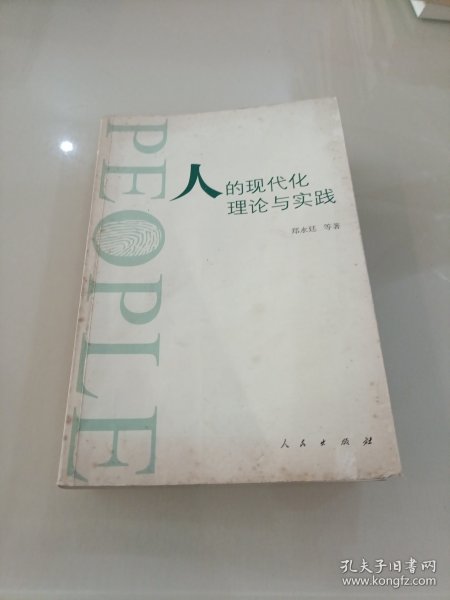 PEOPLE
人的现代化
理论与实践
郑永廷 等著
人民出版社
孔夫子旧书网
www.kongfz.com